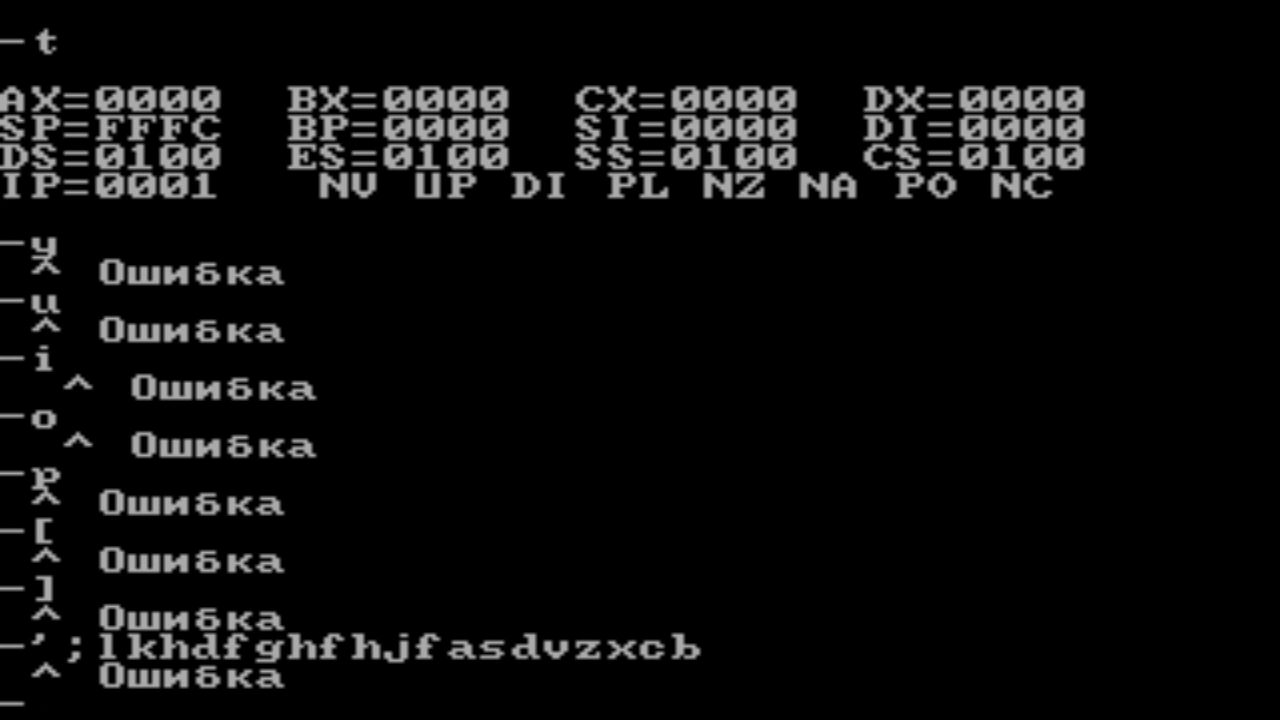 -t
AX=0000 BX=0000 CX=0000 DX=0000
SP=FFFC BP=0000 SI=0000 DI=0000
DS=0100 ES=0100 SS=0100 CS=0100
IP=0001 NV UP DI PL NZ NA PO NC
-y
^ Ошибка
-u
^ Ошибка
-i
^ Ошибка
-o
^ Ошибка
-p
^ Ошибка
-[
^ Ошибка
-]
^ Ошибка
-';lkhdfghfhjfasdvzxcb
^ Ошибка
-